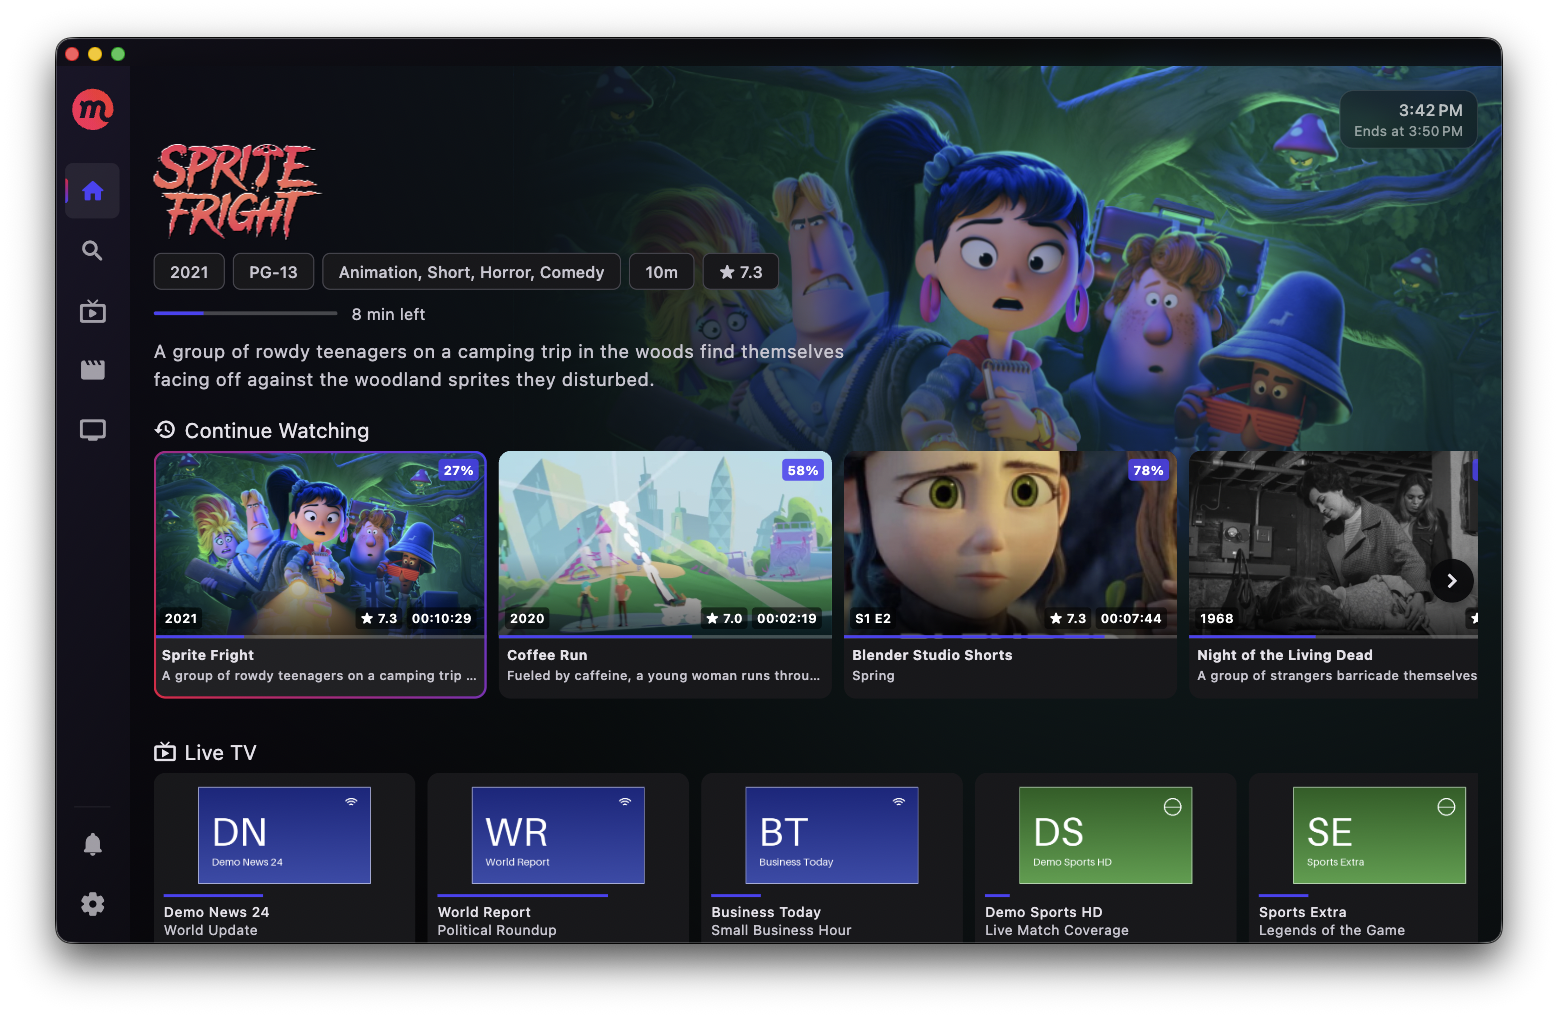 m
3:42 PM
Ends at 3:50 PM
SPRITE
FRIGHT
2021
PG-13
Animation, Short, Horror, Comedy
10m
7.3
8 min left
A group of rowdy teenagers on a camping trip in the woods find themselves
facing off against the woodland sprites they disturbed.
Continue Watching
27%
2021
7.3
00:10:29
Sprite Fright
A group of rowdy teenagers on a camping trip ...
58%
2020
7.0
00:02:19
Coffee Run
Fueled by caffeine, a young woman runs throu...
78%
S1 E2
7.3
00:07:44
Blender Studio Shorts
Spring
1968
Night of the Living Dead
A group of strangers barricade themselves
Live TV
DN
Demo News 24
Demo News 24
World Update
WR
World Report
World Report
Political Roundup
BT
Business Today
Business Today
Small Business Hour
DS
Demo Sports HD
Demo Sports HD
Live Match Coverage
SE
Sports Extra
Sports Extra
Legends of the Game